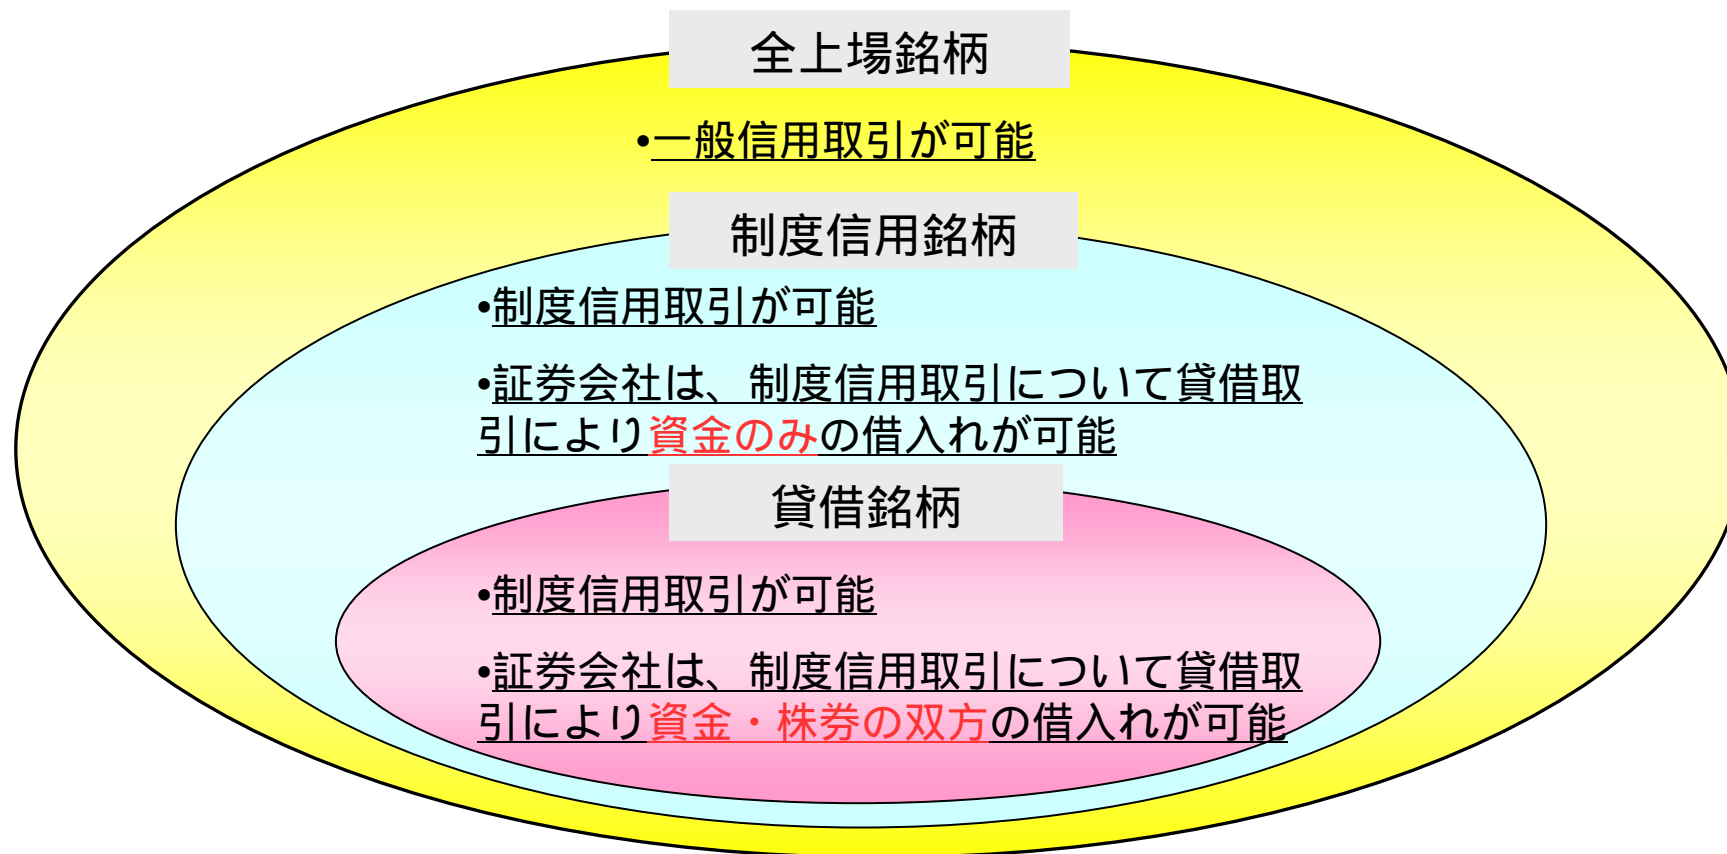 全上場銘柄
•一般信用取引が可能
制度信用銘柄
•制度信用取引が可能
•証券会社は、制度信用取引について貸借取
引により資金のみの借入れが可能
貸借銘柄
•制度信用取引が可能
•証券会社は、制度信用取引について貸借取
引により資金・株券の双方の借入れが可能